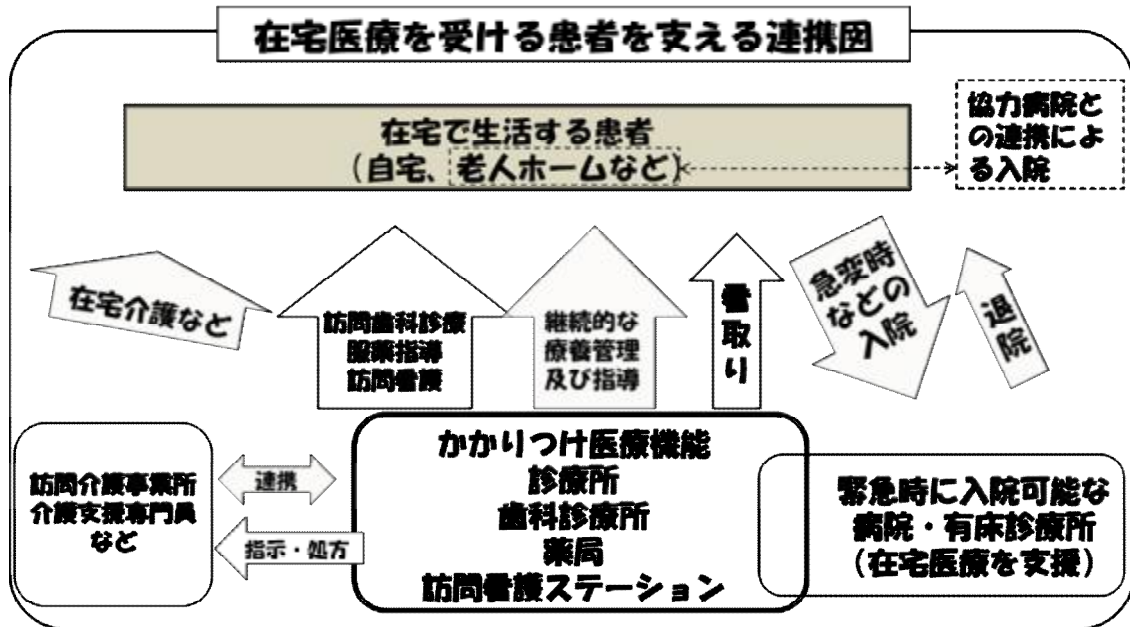 在宅医療を受ける患者を支える連携図
在宅で生活する患者
（自宅、老人ホームなど）
協力病院と
の連携によ
る入院
在宅介護など
訪問歯科診療
服薬指導
訪問看護
継続的な
療養管理
及び指導
看取り
急変時
などの
入院
退院
訪問介護事業所
介護支援専門員
など
連携
指示・処方
かかりつけ医療機能
診療所
歯科診療所
薬局
訪問看護ステーション
緊急時に入院可能な
病院・有床診療所
（在宅医療を支援）